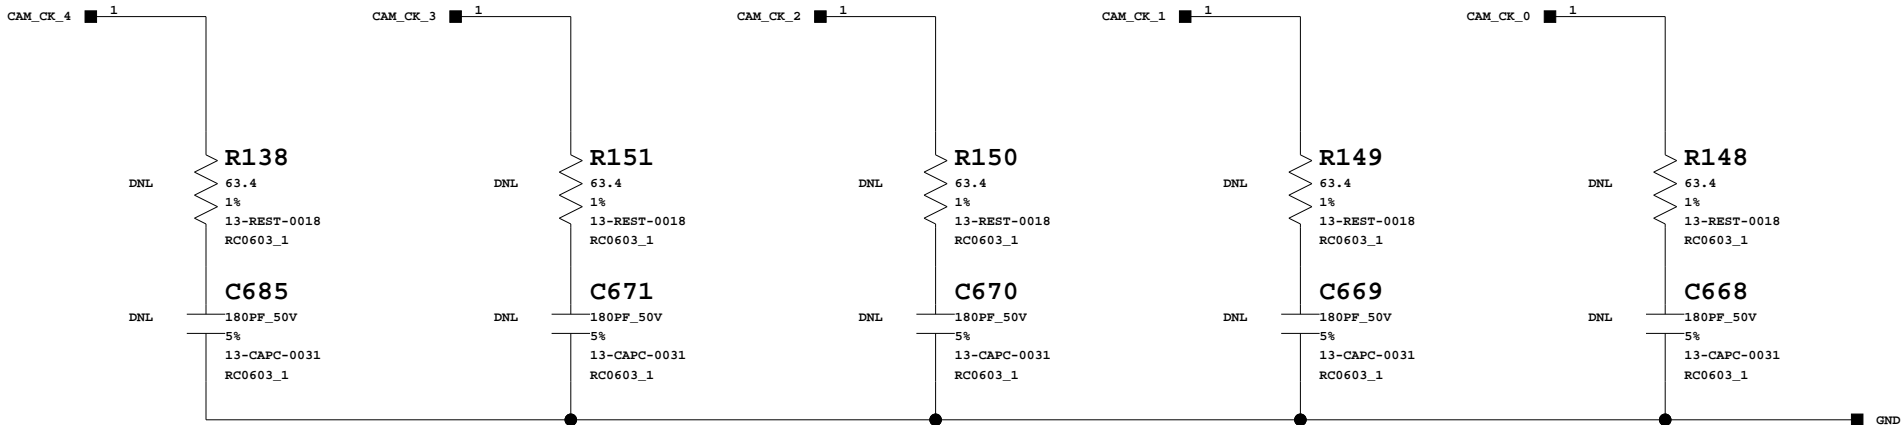 CAM_CK_4 1 CAM_CK_3 1 CAM_CK_2 1 CAM_CK_1 1 CAM_CK_0 1
R138 R151 R150 R149 R148
DNL 63.4 DNL 63.4 DNL 63.4 DNL 63.4 DNL 63.4
1% 1% 1% 1% 1%
13-REST-0018 13-REST-0018 13-REST-0018 13-REST-0018 13-REST-0018
RC0603_1 RC0603_1 RC0603_1 RC0603_1 RC0603_1
C685 C671 C670 C669 C668
DNL 180PF_50V DNL 180PF_50V DNL 180PF_50V DNL 180PF_50V DNL 180PF_50V
5% 5% 5% 5% 5%
13-CAPC-0031 13-CAPC-0031 13-CAPC-0031 13-CAPC-0031 13-CAPC-0031
RC0603_1 RC0603_1 RC0603_1 RC0603_1 RC0603_1
GND